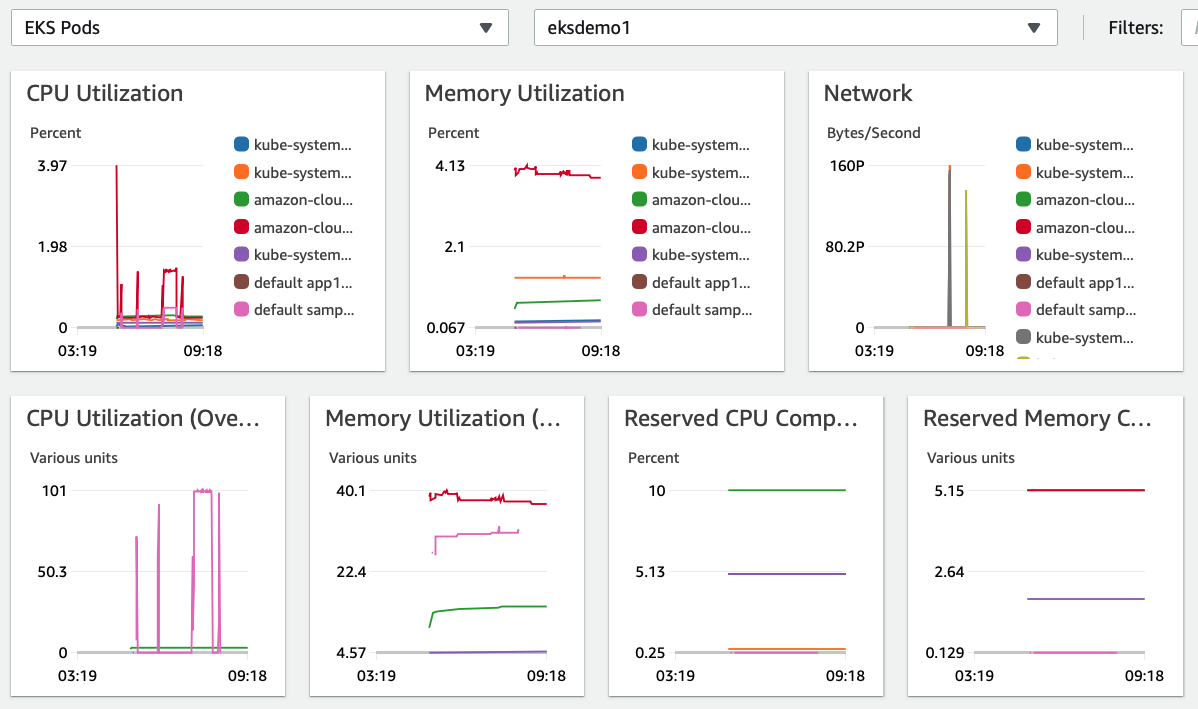 EKS Pods
eksdemo1
Filters:
CPU Utilization
Percent
3.97
1.98
0
03:19
09:18
kube-system...
kube-system...
amazon-clou...
amazon-clou...
kube-system...
default app1...
default samp...
Memory Utilization
Percent
4.13
2.1
0.067
03:19
09:18
kube-system...
kube-system...
amazon-clou...
amazon-clou...
kube-system...
default app1...
default samp...
Network
Bytes/Second
160P
80.2P
0
03:19
09:18
kube-system...
kube-system...
amazon-clou...
amazon-clou...
kube-system...
default app1...
default samp...
kube-system...
CPU Utilization (Ove...
Various units
101
50.3
0
03:19
09:18
Memory Utilization (...
Various units
40.1
22.4
4.57
03:19
09:18
Reserved CPU Comp...
Percent
10
5.13
0.25
03:19
09:18
Reserved Memory C...
Various units
5.15
2.64
0.129
03:19
09:18